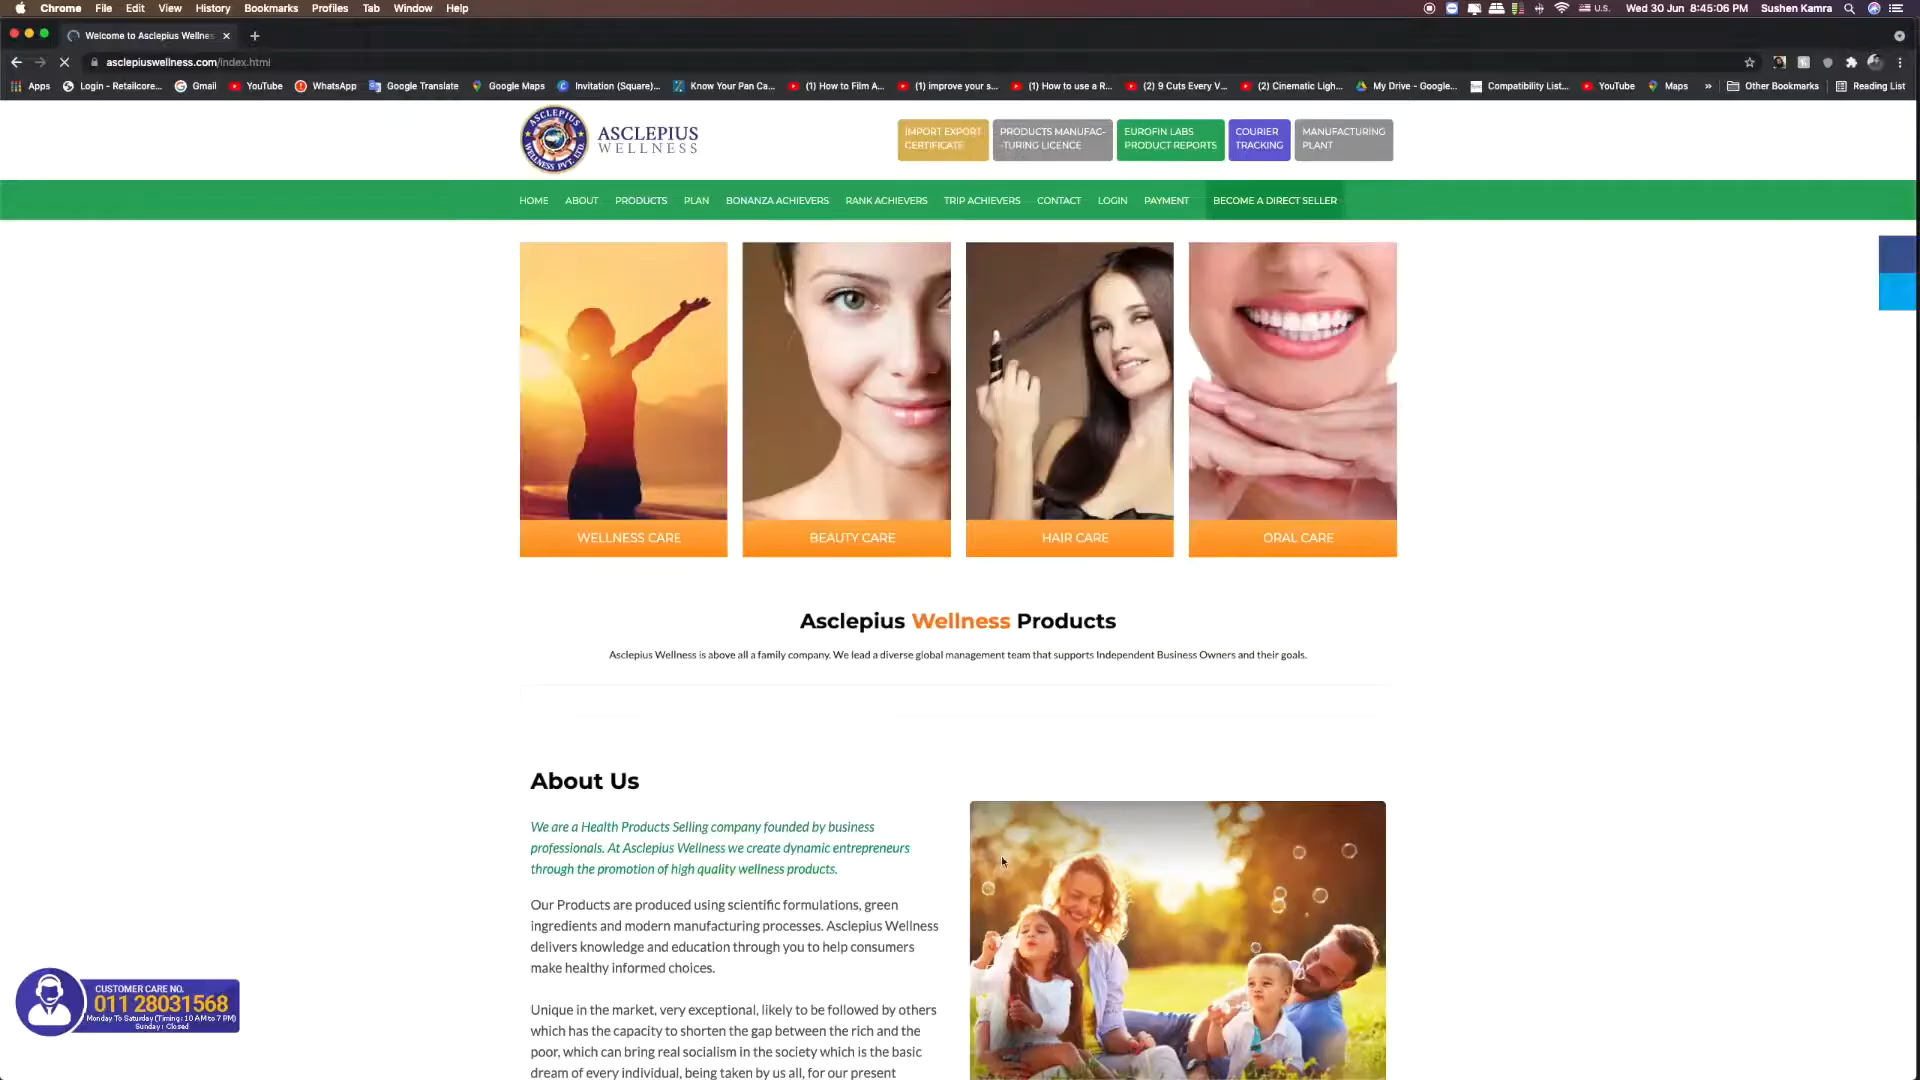 Chrome File Edit View History Bookmarks Profiles Tab Window Help U.S. Wed 30 Jun 8:45:06 PM Sushen Kamra
Welcome to Asclepius Wellnes
asclepiuswellness.com/index.html
Apps Login - Retailcore... Gmail YouTube WhatsApp Google Translate Google Maps Invitation (Square)... Know Your Pan Ca... (1) How to Film A... (1) improve your s... (1) How to use a R... (2) 9 Cuts Every V... (2) Cinematic Ligh... My Drive - Google... Compatibility List... YouTube Maps » Other Bookmarks Reading List
ASCLEPIUS
WELLNESS PVT. LTD.
ASCLEPIUS
WELLNESS
IMPORT EXPORT
CERTIFICATE
PRODUCTS MANUFAC-
-TURING LICENCE
EUROFIN LABS
PRODUCT REPORTS
COURIER
TRACKING
MANUFACTURING
PLANT
HOME ABOUT PRODUCTS PLAN BONANZA ACHIEVERS RANK ACHIEVERS TRIP ACHIEVERS CONTACT LOGIN PAYMENT BECOME A DIRECT SELLER
WELLNESS CARE BEAUTY CARE HAIR CARE ORAL CARE
Asclepius Wellness Products
Asclepius Wellness is above all a family company. We lead a diverse global management team that supports Independent Business Owners and their goals.
About Us
We are a Health Products Selling company founded by business
professionals. At Asclepius Wellness we create dynamic entrepreneurs
through the promotion of high quality wellness products.
Our Products are produced using scientific formulations, green
ingredients and modern manufacturing processes. Asclepius Wellness
delivers knowledge and education through you to help consumers
make healthy informed choices.
Unique in the market, very exceptional, likely to be followed by others
which has the capacity to shorten the gap between the rich and the
poor, which can bring real socialism in the society which is the basic
dream of every individual, being taken by us all, for our present
CUSTOMER CARE NO.
011 28031568
Monday To Saturday (Timing : 10 AM to 7 PM)
Sunday : Closed